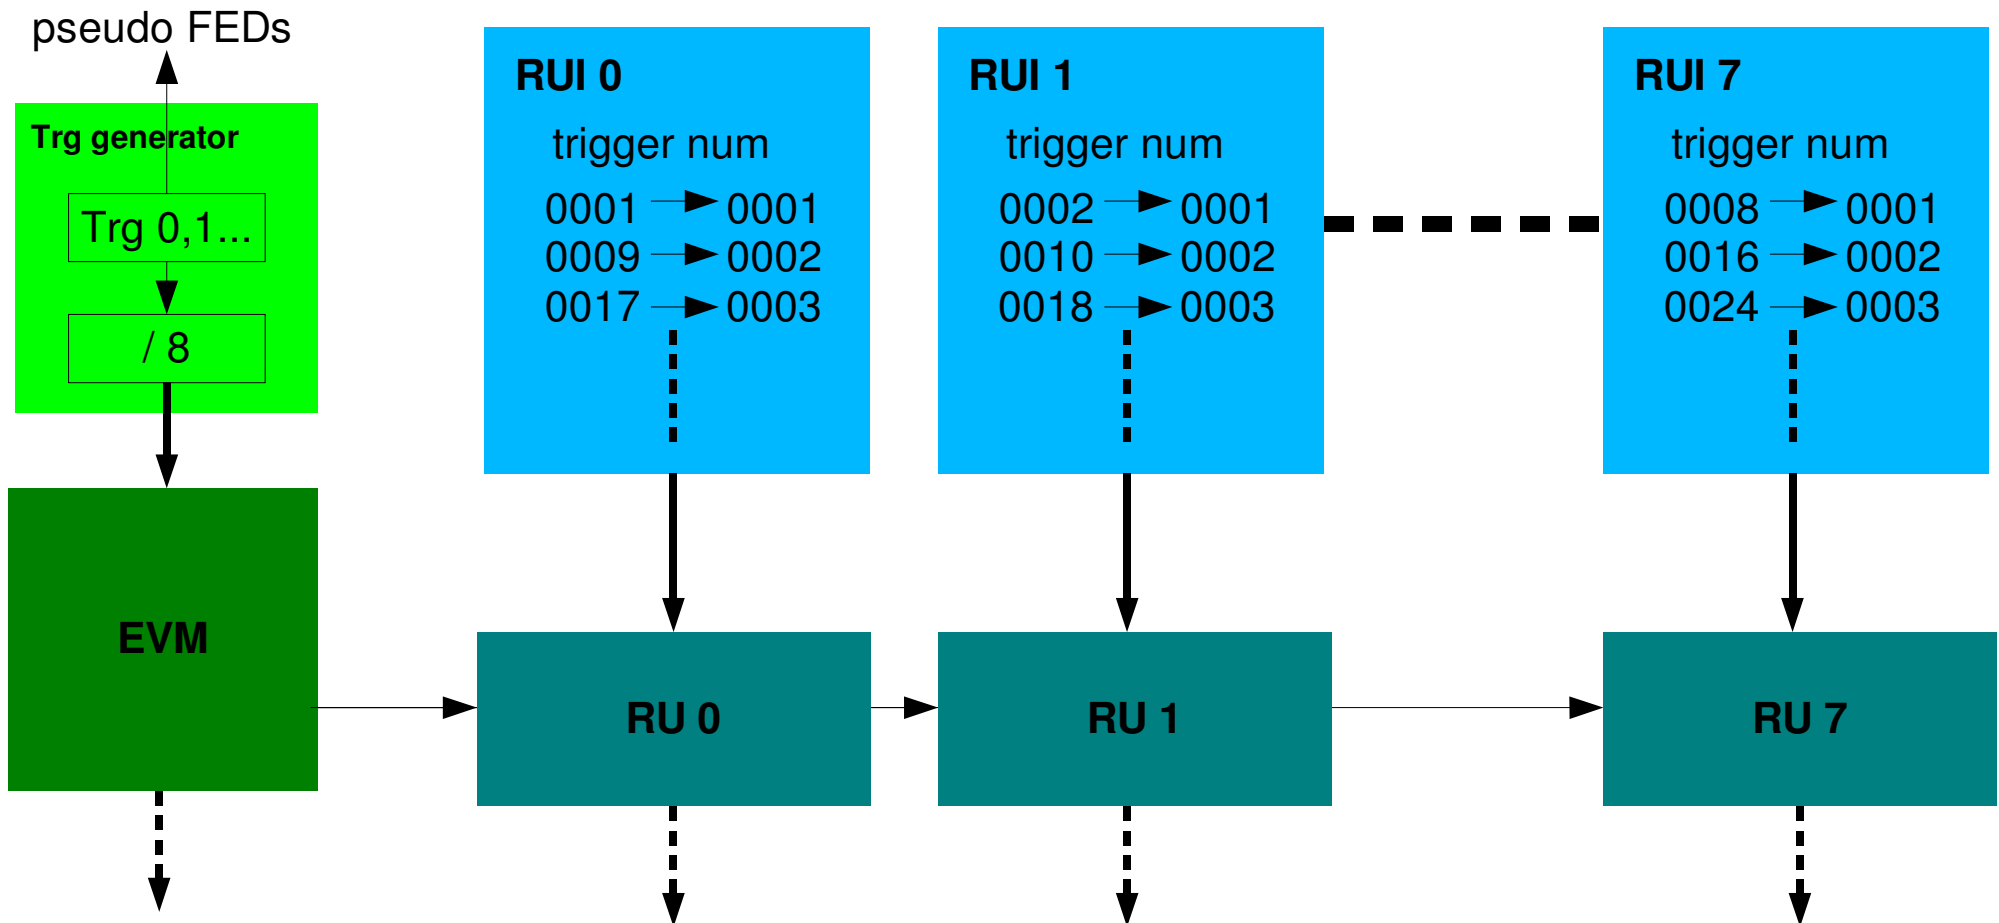 pseudo FEDs
Trg generator
Trg 0,1...
/ 8
EVM
RUI 0
trigger num
0001 0001
0009 0002
0017 0003
RUI 1
trigger num
0002 0001
0010 0002
0018 0003
RUI 7
trigger num
0008 0001
0016 0002
0024 0003
RU 0
RU 1
RU 7